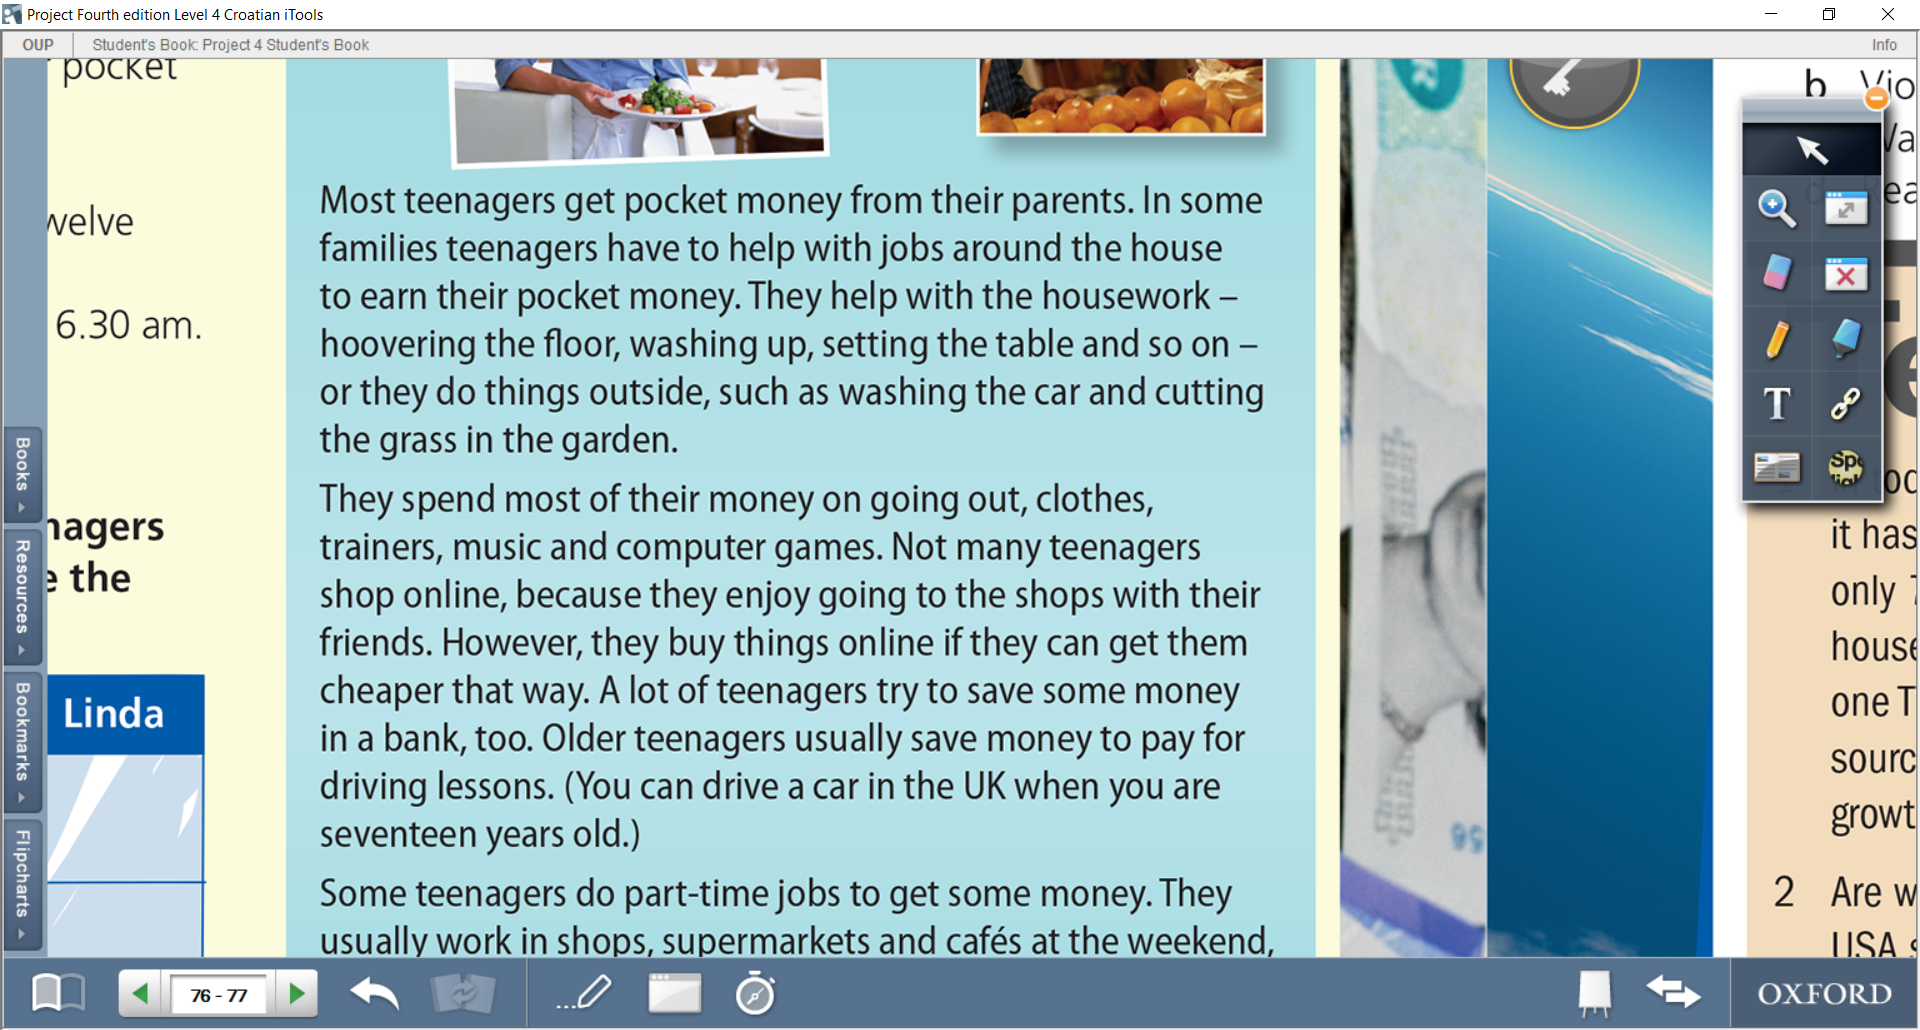 Project Fourth edition Level 4 Croatian iTools
OUP
Student's Book: Project 4 Student's Book
Info
pocket
welve
6.30 am.
nagers
e the
Linda
Most teenagers get pocket money from their parents. In some
families teenagers have to help with jobs around the house
to earn their pocket money. They help with the housework –
hoovering the floor, washing up, setting the table and so on –
or they do things outside, such as washing the car and cutting
the grass in the garden.
They spend most of their money on going out, clothes,
trainers, music and computer games. Not many teenagers
shop online, because they enjoy going to the shops with their
friends. However, they buy things online if they can get them
cheaper that way. A lot of teenagers try to save some money
in a bank, too. Older teenagers usually save money to pay for
driving lessons. (You can drive a car in the UK when you are
seventeen years old.)
Some teenagers do part-time jobs to get some money. They
usually work in shops, supermarkets and cafés at the weekend,
b Vio
Wa
ea
T
Spo
od
it has
only 7
house
one T
sourc
growt
2 Are w
USA s
Books
Resources
Bookmarks
Flipcharts
76 - 77
OXFORD